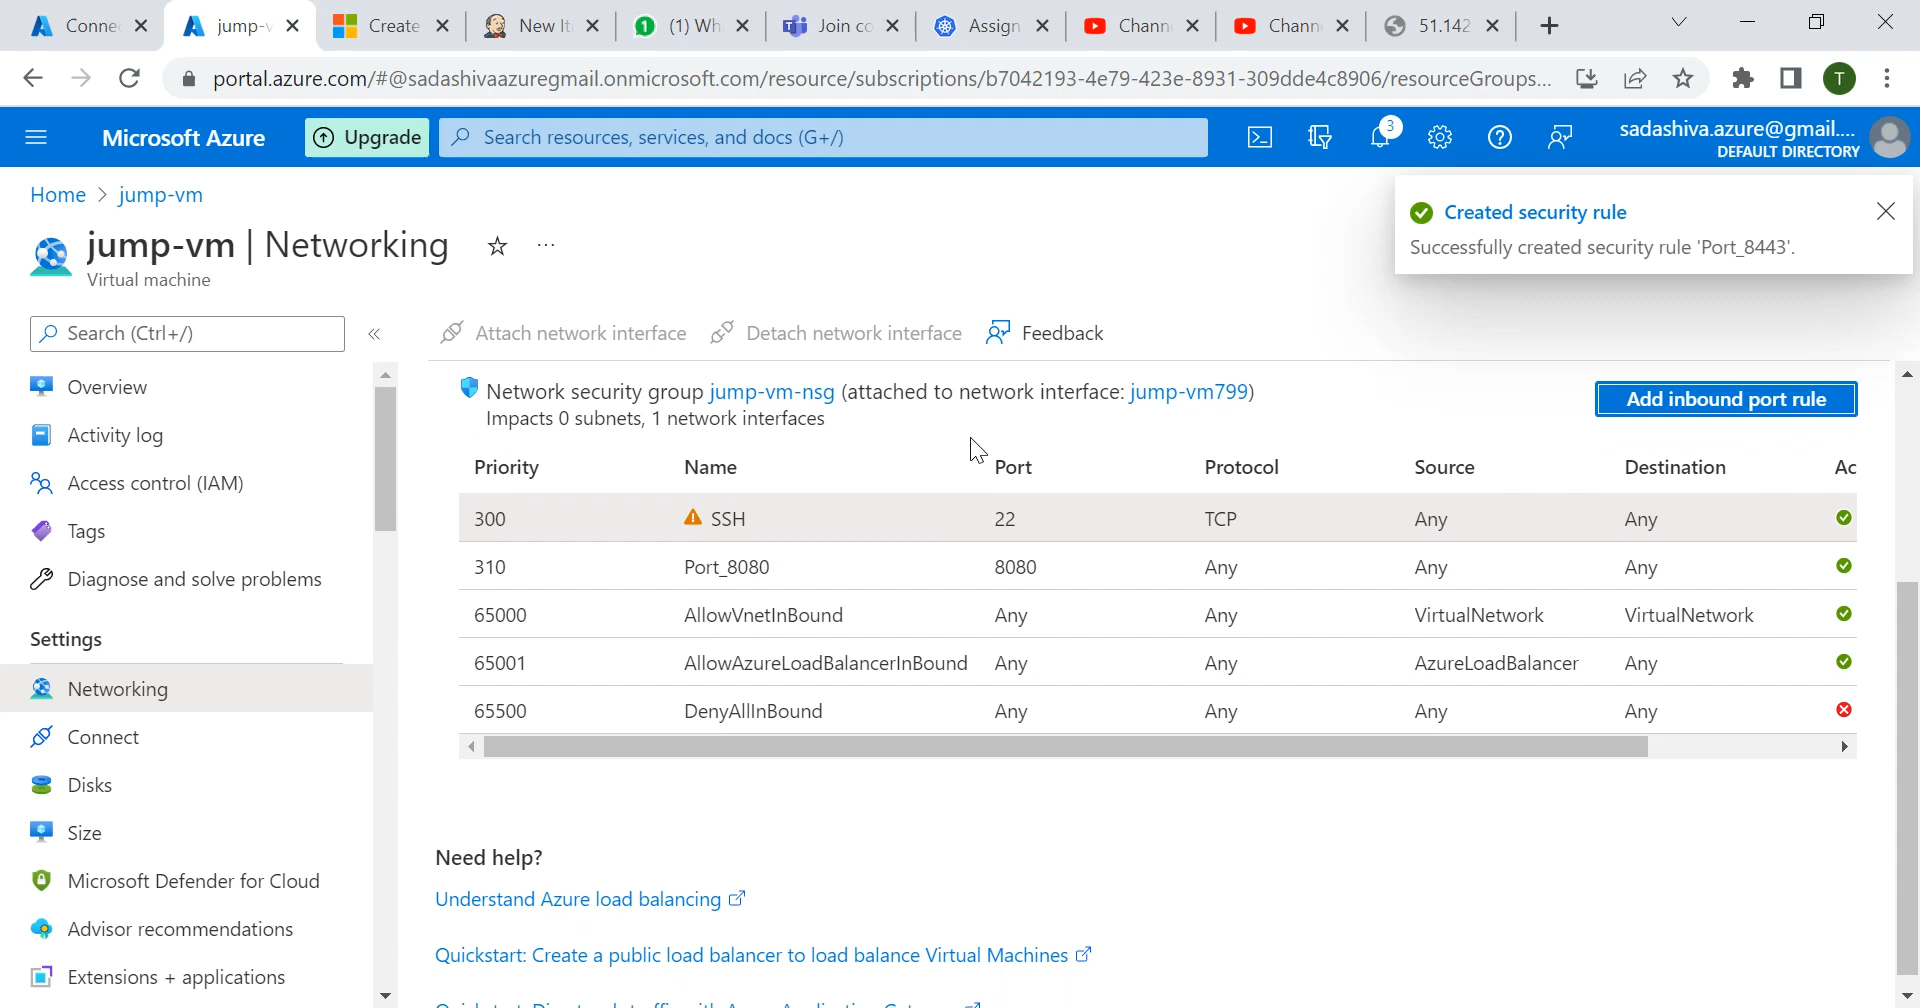 Connec
jump-v
Create
New Ite
(1) Wh
Join co
Assign
Chann
Chann
51.142
portal.azure.com/#@sadashivaazuregmail.onmicrosoft.com/resource/subscriptions/b7042193-4e79-423e-8931-309dde4c8906/resourceGroups...
T
Microsoft Azure
Upgrade
Search resources, services, and docs (G+/)
3
sadashiva.azure@gmail....
DEFAULT DIRECTORY
Home > jump-vm
jump-vm | Networking
Virtual machine
Created security rule
Successfully created security rule 'Port_8443'.
Search (Ctrl+/)
Attach network interface
Detach network interface
Feedback
Overview
Activity log
Access control (IAM)
Tags
Diagnose and solve problems
Settings
Networking
Connect
Disks
Size
Microsoft Defender for Cloud
Advisor recommendations
Extensions + applications
Network security group jump-vm-nsg (attached to network interface: jump-vm799)
Impacts 0 subnets, 1 network interfaces
Add inbound port rule
Priority Name Port Protocol Source Destination Ac
300 SSH 22 TCP Any Any
310 Port_8080 8080 Any Any Any
65000 AllowVnetInBound Any Any VirtualNetwork VirtualNetwork
65001 AllowAzureLoadBalancerInBound Any Any AzureLoadBalancer Any
65500 DenyAllInBound Any Any Any Any
Need help?
Understand Azure load balancing
Quickstart: Create a public load balancer to load balance Virtual Machines